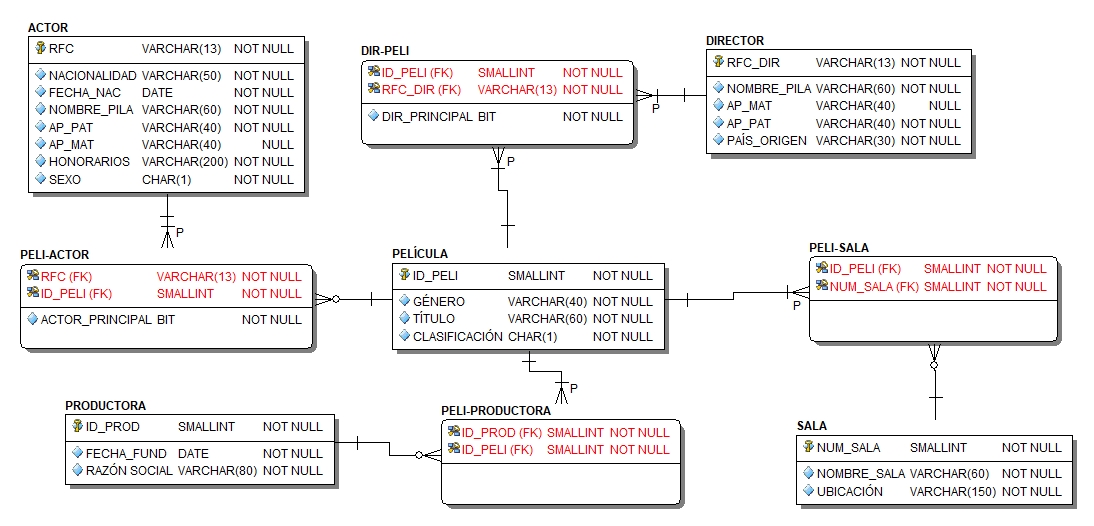 ACTOR
RFC VARCHAR(13) NOT NULL
NACIONALIDAD VARCHAR(50) NOT NULL
FECHA_NAC DATE NOT NULL
NOMBRE_PILA VARCHAR(60) NOT NULL
AP_PAT VARCHAR(40) NOT NULL
AP_MAT VARCHAR(40) NULL
HONORARIOS VARCHAR(200) NOT NULL
SEXO CHAR(1) NOT NULL
P
DIR-PELI
ID_PELI (FK) SMALLINT NOT NULL
RFC_DIR (FK) VARCHAR(13) NOT NULL
DIR_PRINCIPAL BIT NOT NULL
P
P
DIRECTOR
RFC_DIR VARCHAR(13) NOT NULL
NOMBRE_PILA VARCHAR(60) NOT NULL
AP_MAT VARCHAR(40) NULL
AP_PAT VARCHAR(40) NOT NULL
PAÍS_ORIGEN VARCHAR(30) NOT NULL
PELI-ACTOR
RFC (FK) VARCHAR(13) NOT NULL
ID_PELI (FK) SMALLINT NOT NULL
ACTOR_PRINCIPAL BIT NOT NULL
PELÍCULA
ID_PELI SMALLINT NOT NULL
GÉNERO VARCHAR(40) NOT NULL
TÍTULO VARCHAR(60) NOT NULL
CLASIFICACIÓN CHAR(1) NOT NULL
P
PELI-SALA
ID_PELI (FK) SMALLINT NOT NULL
NUM_SALA (FK) SMALLINT NOT NULL
P
PRODUCTORA
ID_PROD SMALLINT NOT NULL
FECHA_FUND DATE NOT NULL
RAZÓN SOCIAL VARCHAR(80) NOT NULL
PELI-PRODUCTORA
ID_PROD (FK) SMALLINT NOT NULL
ID_PELI (FK) SMALLINT NOT NULL
SALA
NUM_SALA SMALLINT NOT NULL
NOMBRE_SALA VARCHAR(60) NOT NULL
UBICACIÓN VARCHAR(150) NOT NULL